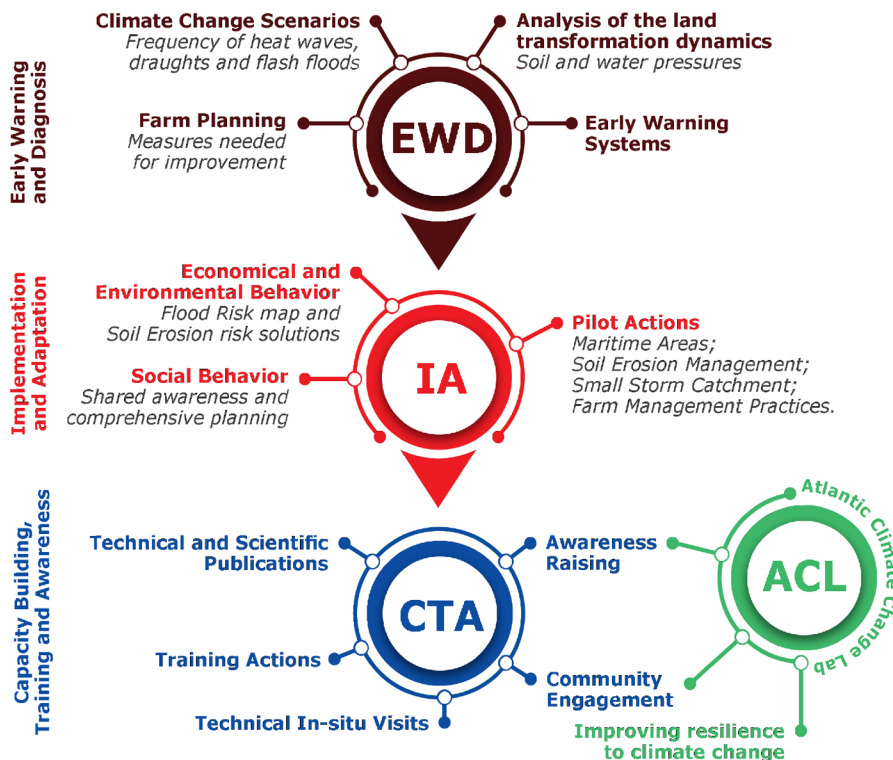 Early Warning
and Diagnosis
Climate Change Scenarios
Frequency of heat waves,
draughts and flash floods
Analysis of the land
transformation dynamics
Soil and water pressures
Farm Planning
Measures needed
for improvement
EWD
Early Warning
Systems
Implementation
and Adaptation
Economical and
Environmental Behavior
Flood Risk map and
Soil Erosion risk solutions
Social Behavior
Shared awareness and
comprehensive planning
IA
Pilot Actions
Maritime Areas;
Soil Erosion Management;
Small Storm Catchment;
Farm Management Practices.
Capacity Building,
Training and Awareness
Technical and Scientific
Publications
Training Actions
Technical In-situ Visits
CTA
Awareness
Raising
Community
Engagement
ACL
Atlantic Climate Change Lab
Improving resilience
to climate change